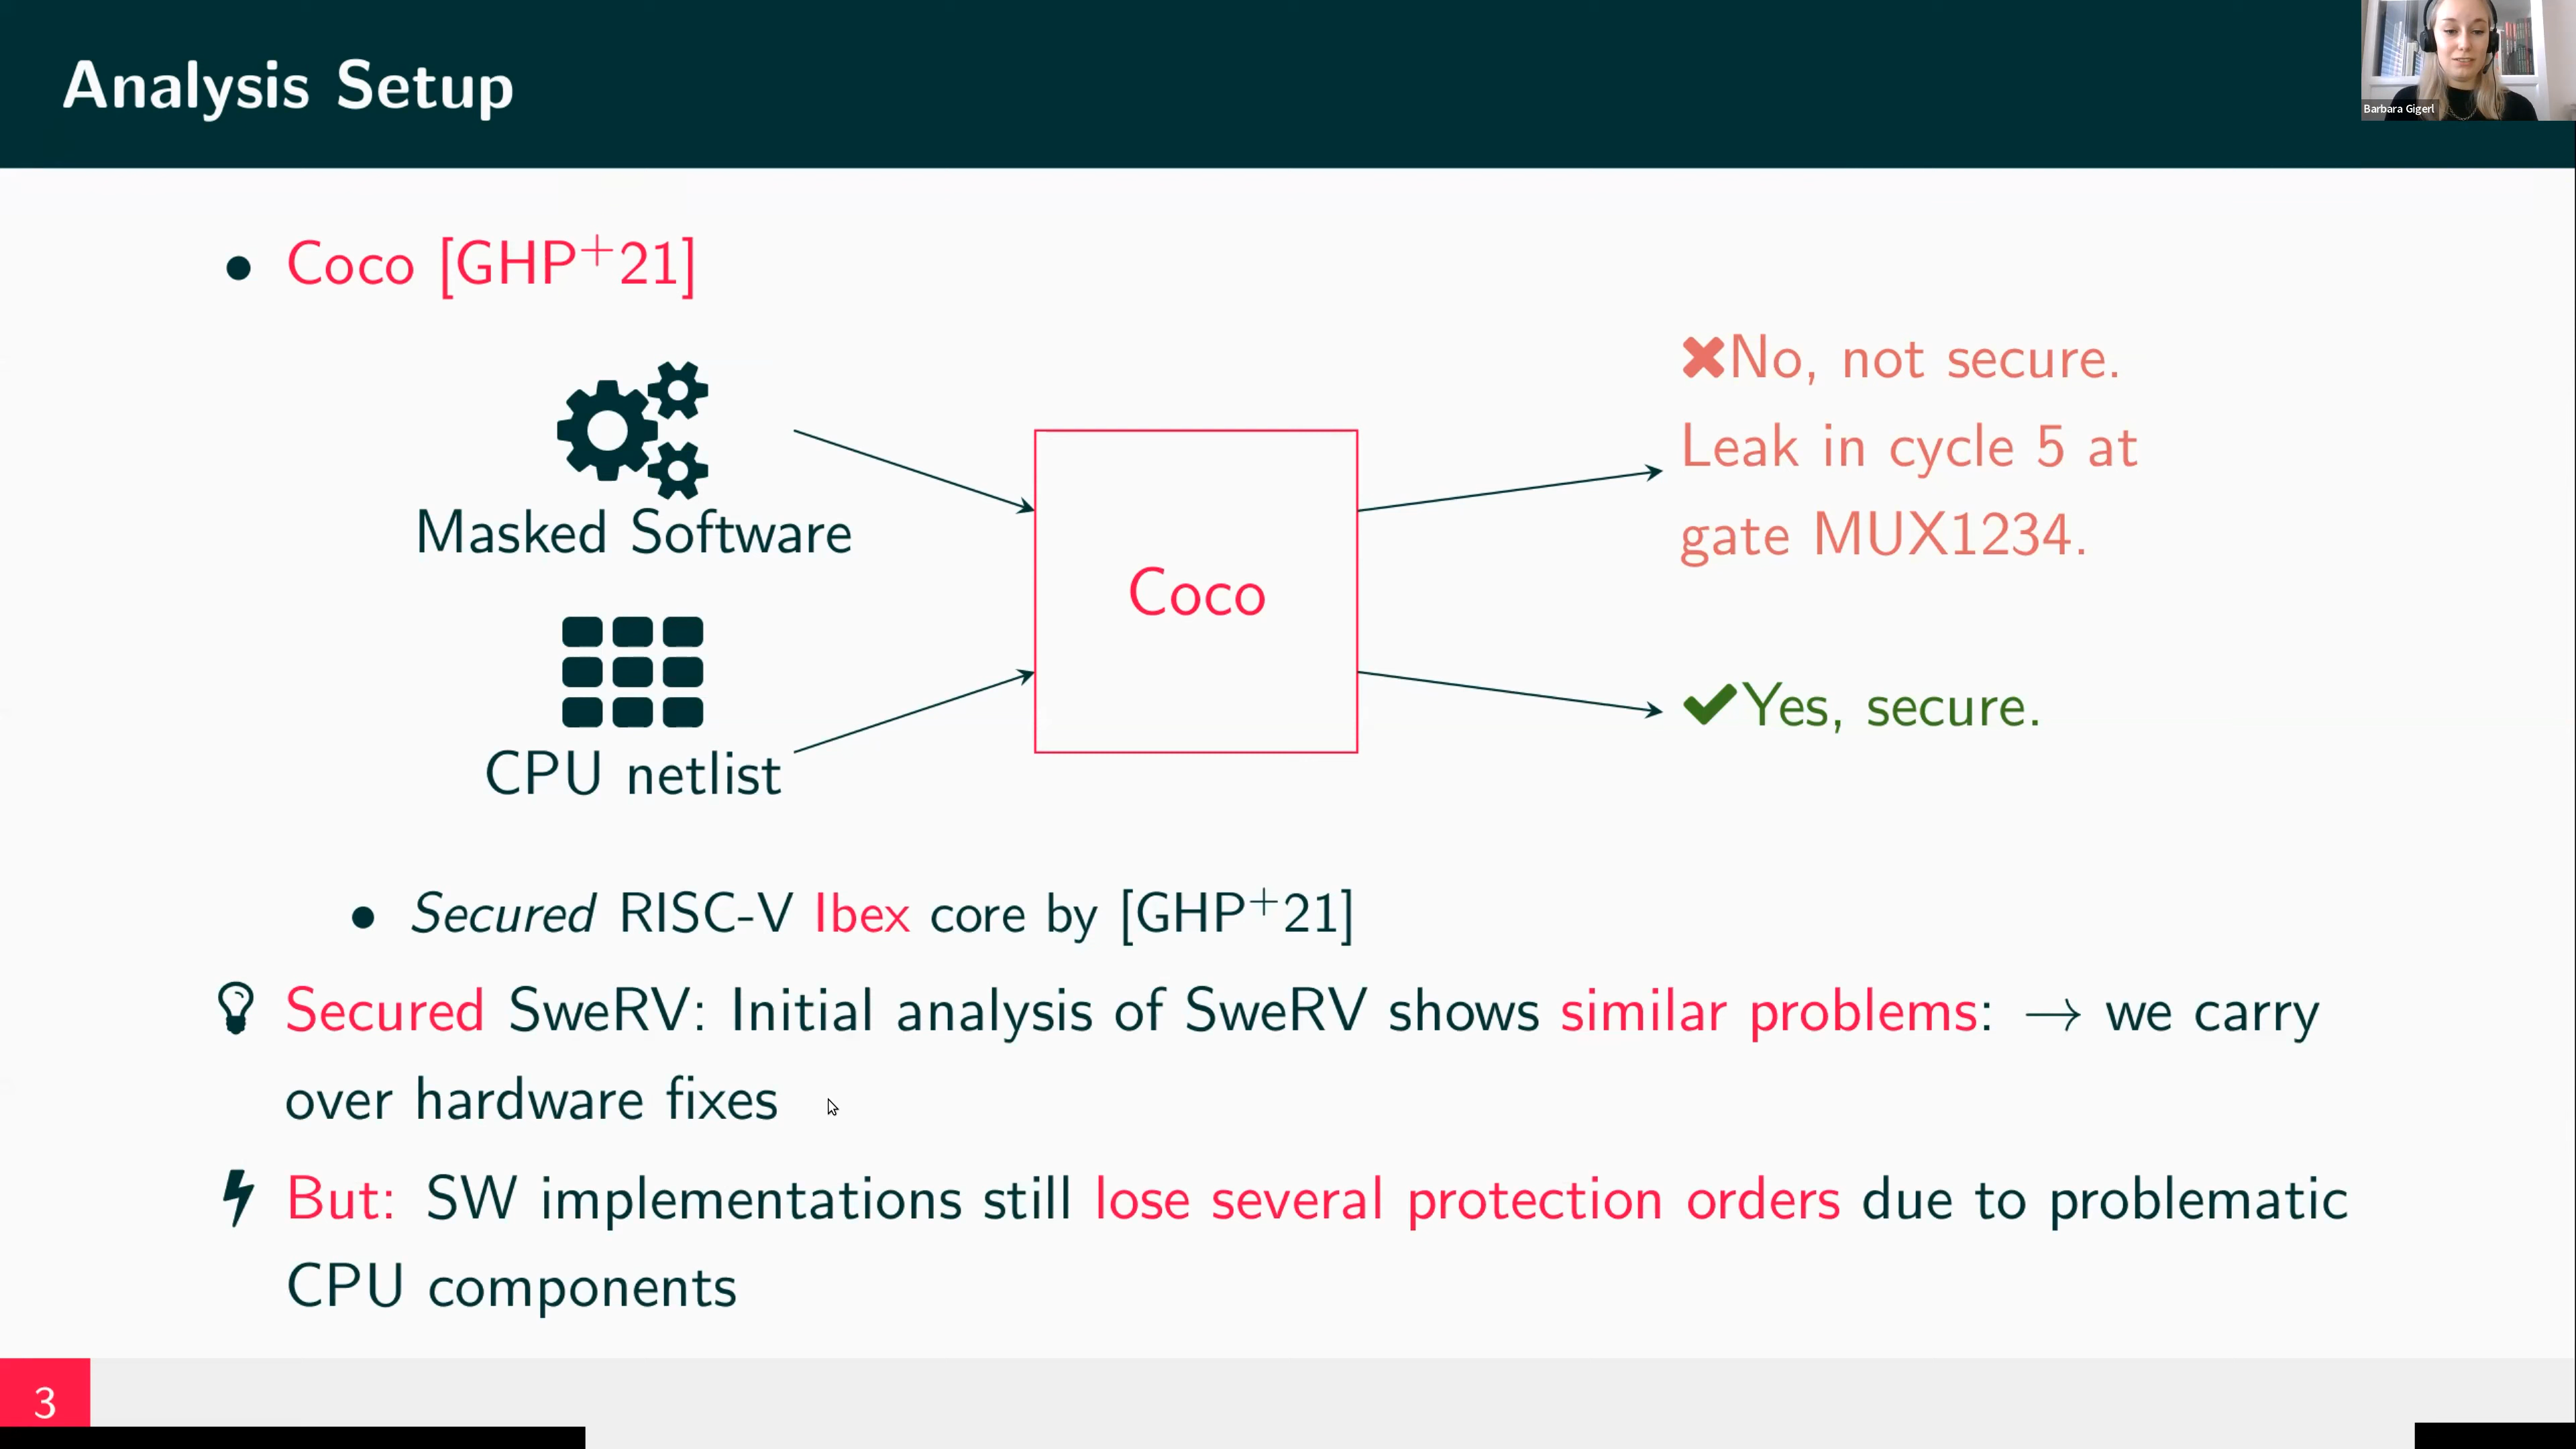 Analysis Setup
Barbara Gigerl
• Coco [GHP+21]
Masked Software
CPU netlist
Coco
✖No, not secure.
Leak in cycle 5 at
gate MUX1234.
✔Yes, secure.
• Secured RISC-V Ibex core by [GHP+21]
Secured SweRV: Initial analysis of SweRV shows similar problems: → we carry
over hardware fixes
But: SW implementations still lose several protection orders due to problematic
CPU components
3